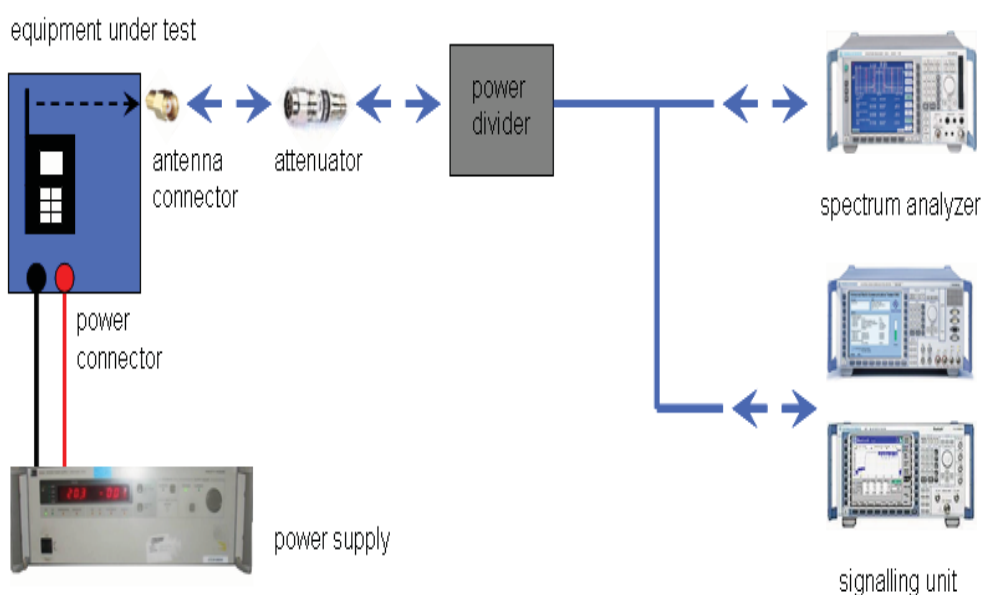 equipment under test
power
divider
antenna
connector
attenuator
spectrum analyzer
power
connector
power supply
signalling unit